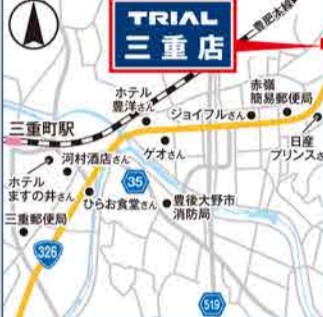 TRIAL
三重店
豊肥本線
ホテル
豊洋さん
ジョイフルさん
赤嶺
簡易郵便局
三重町駅
日産
プリンスさ
河村酒店さん
ゲオさん
ホテル
ますの井さん
35
ひらお食堂さん
豊後大野市
消防局
三重郵便局
326
519